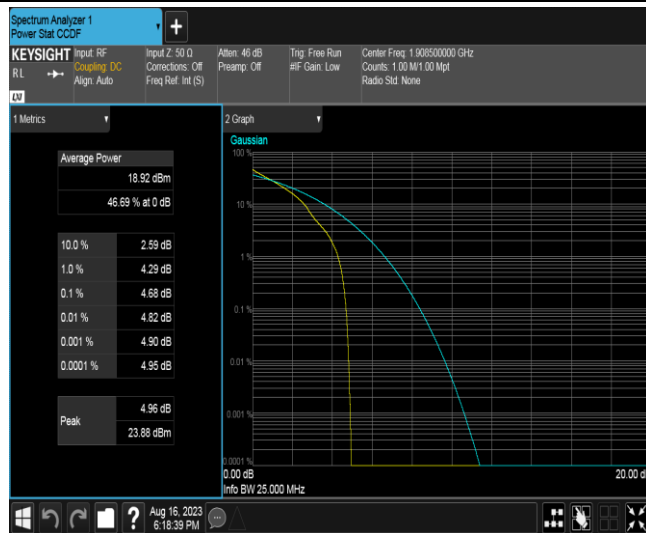 Spectrum Analyzer 1
Power Stat CCDF
+
KEYSIGHT
RL
LXI
Input: RF
Coupling: DC
Align: Auto
Input Z: 50 Ω
Corrections: Off
Freq Ref: Int (S)
Atten: 46 dB
Preamp: Off
Trig: Free Run
#IF Gain: Low
Center Freq: 1.908500000 GHz
Counts: 1.00 M/1.00 Mpt
Radio Std: None
1 Metrics
Average Power
18.92 dBm
46.69 % at 0 dB
10.0 % 2.59 dB
1.0 % 4.29 dB
0.1 % 4.68 dB
0.01 % 4.82 dB
0.001 % 4.90 dB
0.0001 % 4.95 dB
Peak
4.96 dB
23.88 dBm
2 Graph
Gaussian
100 %
10 %
1 %
0.1 %
0.01 %
0.001 %
0.0001 %
0.00 dB
20.00 d
Info BW 25.000 MHz
?
Aug 16, 2023
6:18:39 PM